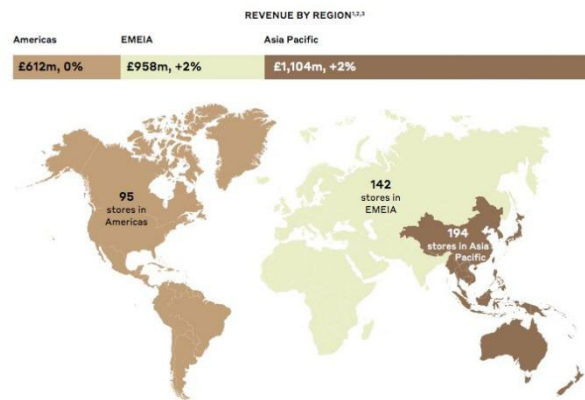 REVENUE BY REGION¹,²,³
Americas EMEIA Asia Pacific
£612m, 0% £958m, +2% £1,104m, +2%
95
stores in
Americas
142
stores in
EMEIA
194
stores in Asia
Pacific